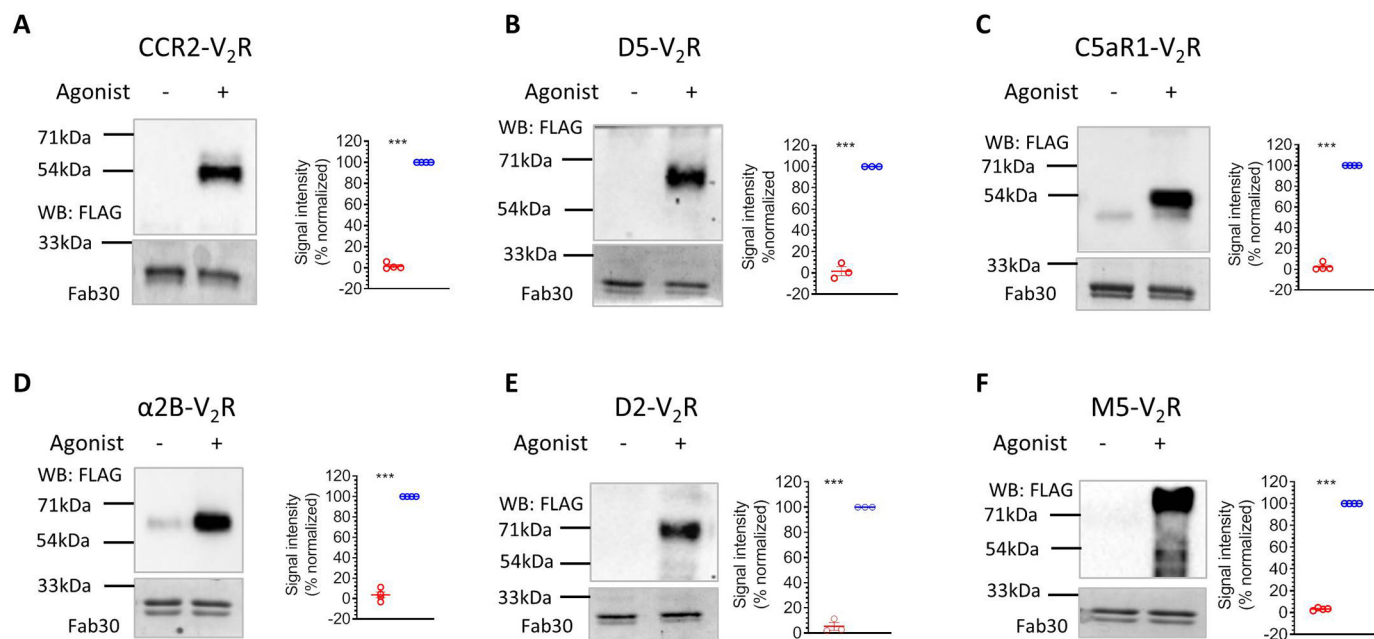 A
CCR2-V₂R
Agonist - +
71kDa
54kDa
WB: FLAG
33kDa
Fab30
Signal intensity
(% normalized)
120
100
80
60
40
20
0
-20
***
B
D5-V₂R
Agonist - +
WB: FLAG
71kDa
54kDa
33kDa
Fab30
Signal intensity
%normalized
120
100
80
60
40
20
0
-20
***
C
C5aR1-V₂R
Agonist - +
WB: FLAG
71kDa
54kDa
33kDa
Fab30
Signal intensity
(% normalized)
120
100
80
60
40
20
0
-20
***
D
α2B-V₂R
Agonist - +
WB: FLAG
71kDa
54kDa
33kDa
Fab30
Signal intensity
(% normalized)
120
100
80
60
40
20
0
-20
***
E
D2-V₂R
Agonist - +
WB: FLAG
71kDa
54kDa
33kDa
Fab30
Signal intensity
(% normalized)
120
100
80
60
40
20
0
***
F
M5-V₂R
Agonist - +
WB: FLAG
71kDa
54kDa
33kDa
Fab30
Signal intensity
(% normalized)
120
100
80
60
40
20
0
-20
***